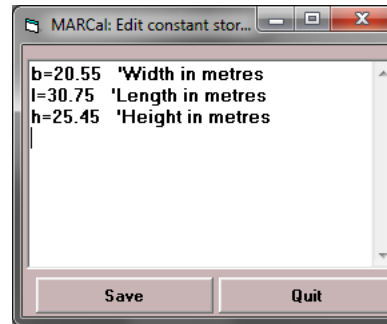 MARCal: Edit constant stor...
b=20.55 'Width in metres
l=30.75 'Length in metres
h=25.45 'Height in metres
Save Quit